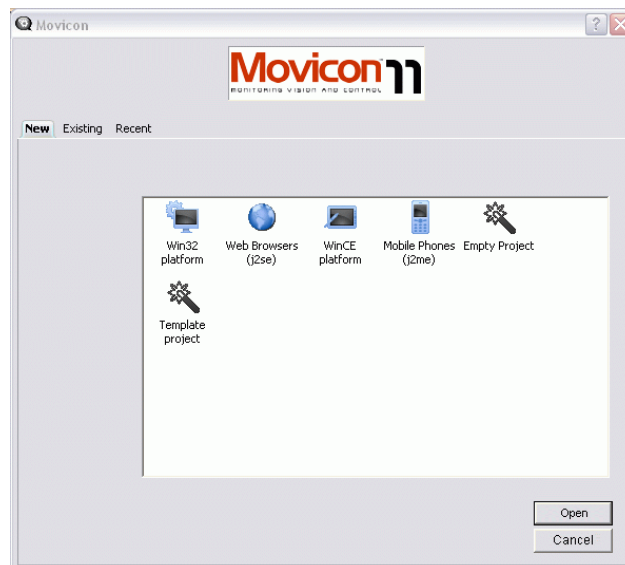 Movicon
Movicon 11
MONITORING VISION AND CONTROL
New Existing Recent
Win32 platform
Web Browsers (j2se)
WinCE platform
Mobile Phones (j2me)
Empty Project
Template project
Open
Cancel